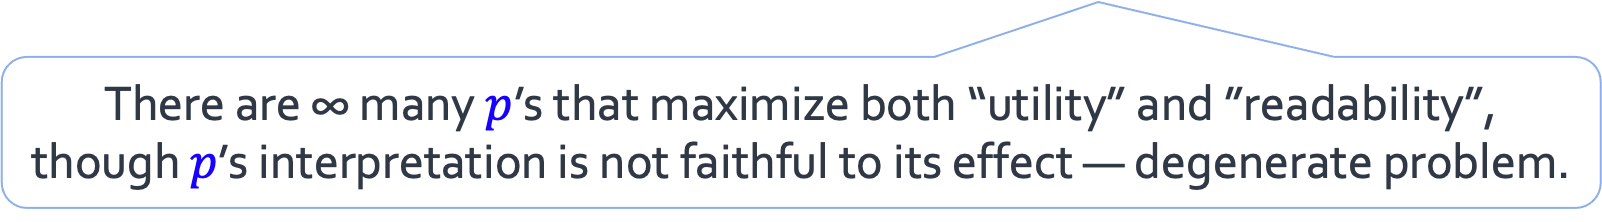 There are ∞ many p's that maximize both “utility” and ”readability”,
though p's interpretation is not faithful to its effect — degenerate problem.